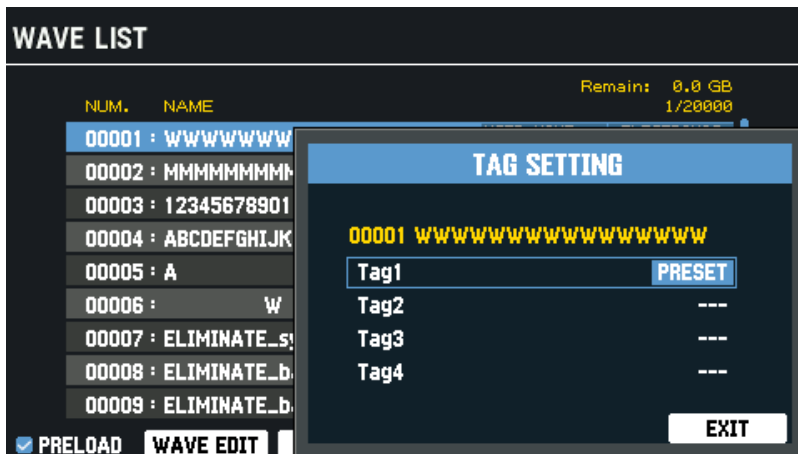 WAVE LIST
Remain: 0.0 GB
NUM. NAME 1/20000
00001 : WWWWWWW
00002 : MMMMMMMMM
00003 : 12345678901
00004 : ABCDEFGHIJK
00005 : A
00006 : W
00007 : ELIMINATE_sy
00008 : ELIMINATE_b
00009 : ELIMINATE_b
PRELOAD WAVE EDIT
TAG SETTING
00001 WWWWWWWWWWWWWWWW
Tag1 PRESET
Tag2 ---
Tag3 ---
Tag4 ---
EXIT